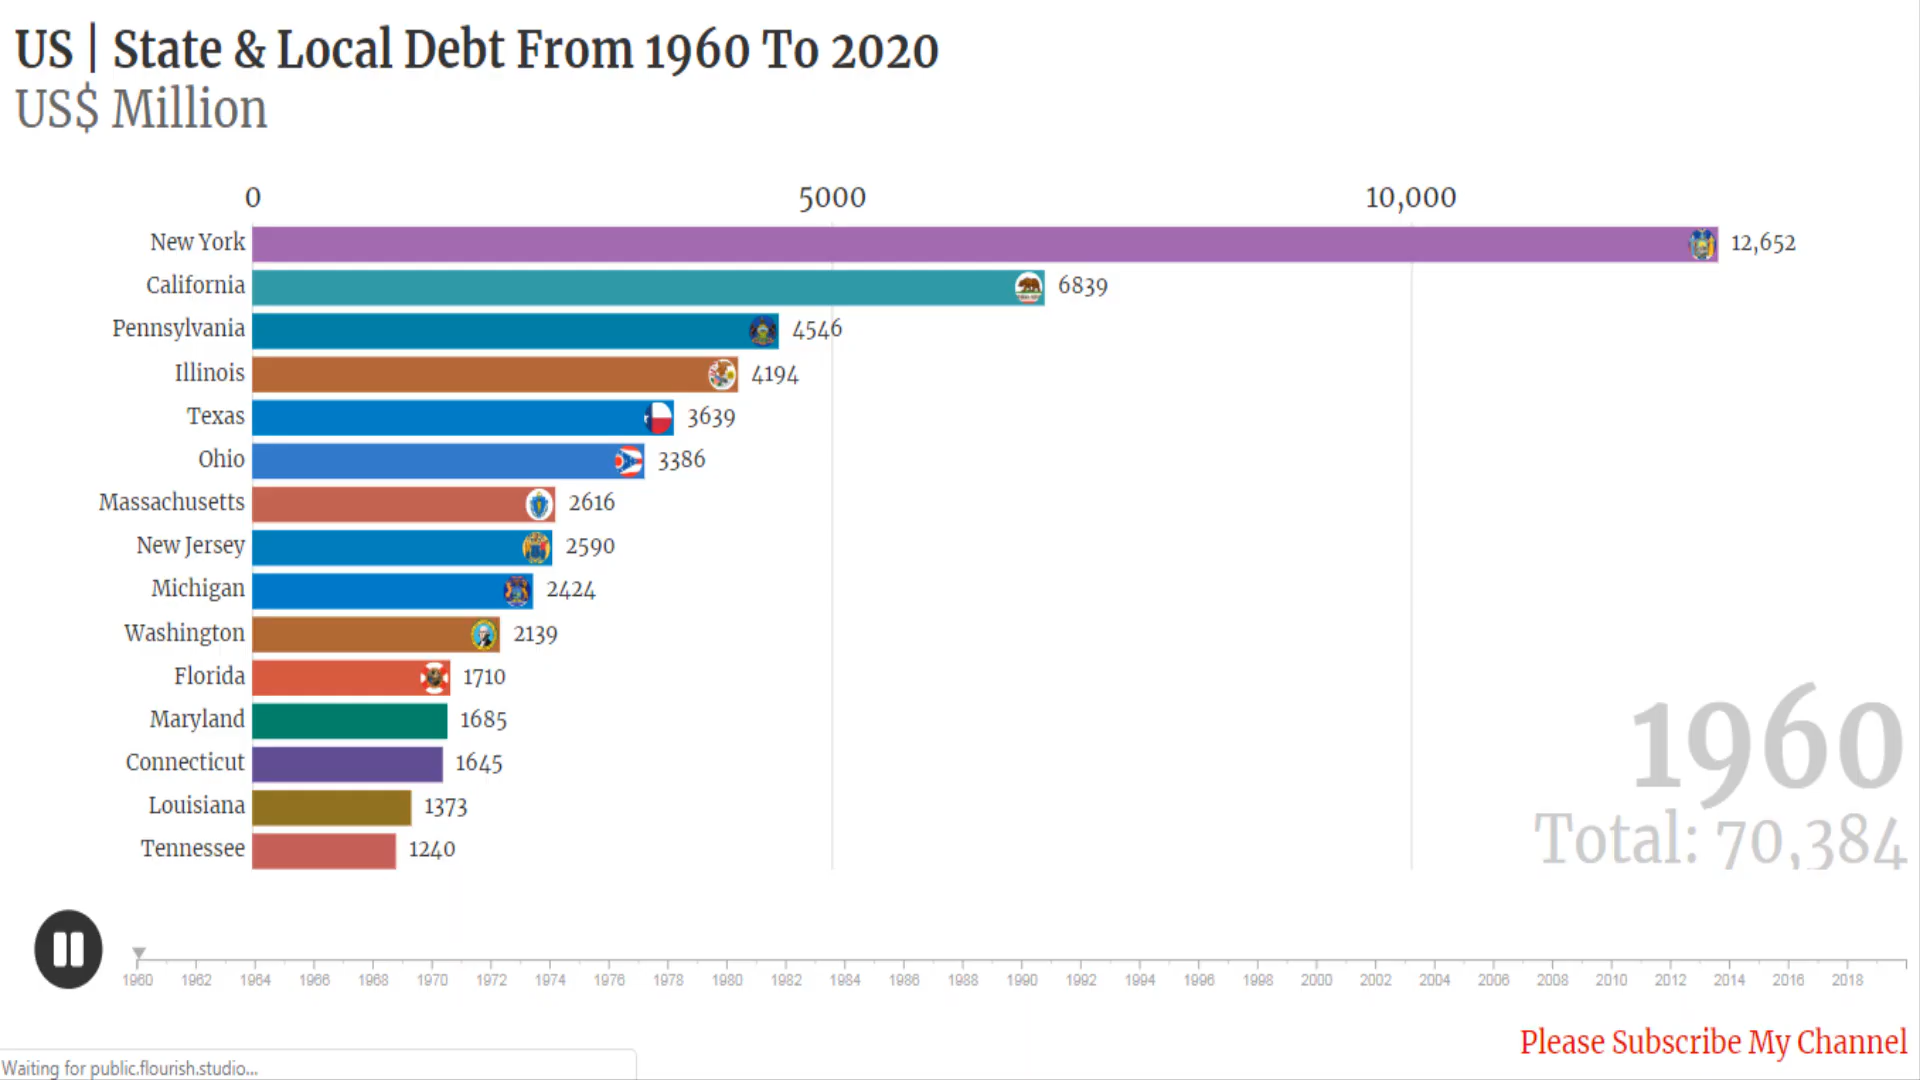 US | State & Local Debt From 1960 To 2020
US$ Million
0 5000 10,000
New York 12,652
California 6839
Pennsylvania 4546
Illinois 4194
Texas 3639
Ohio 3386
Massachusetts 2616
New Jersey 2590
Michigan 2424
Washington 2139
Florida 1710
Maryland 1685
Connecticut 1645
Louisiana 1373
Tennessee 1240
1960
Total: 70,384
1960 1962 1964 1966 1968 1970 1972 1974 1976 1978 1980 1982 1984 1986 1988 1990 1992 1994 1996 1998 2000 2002 2004 2006 2008 2010 2012 2014 2016 2018
Please Subscribe My Channel
Waiting for public.flourish.studio...